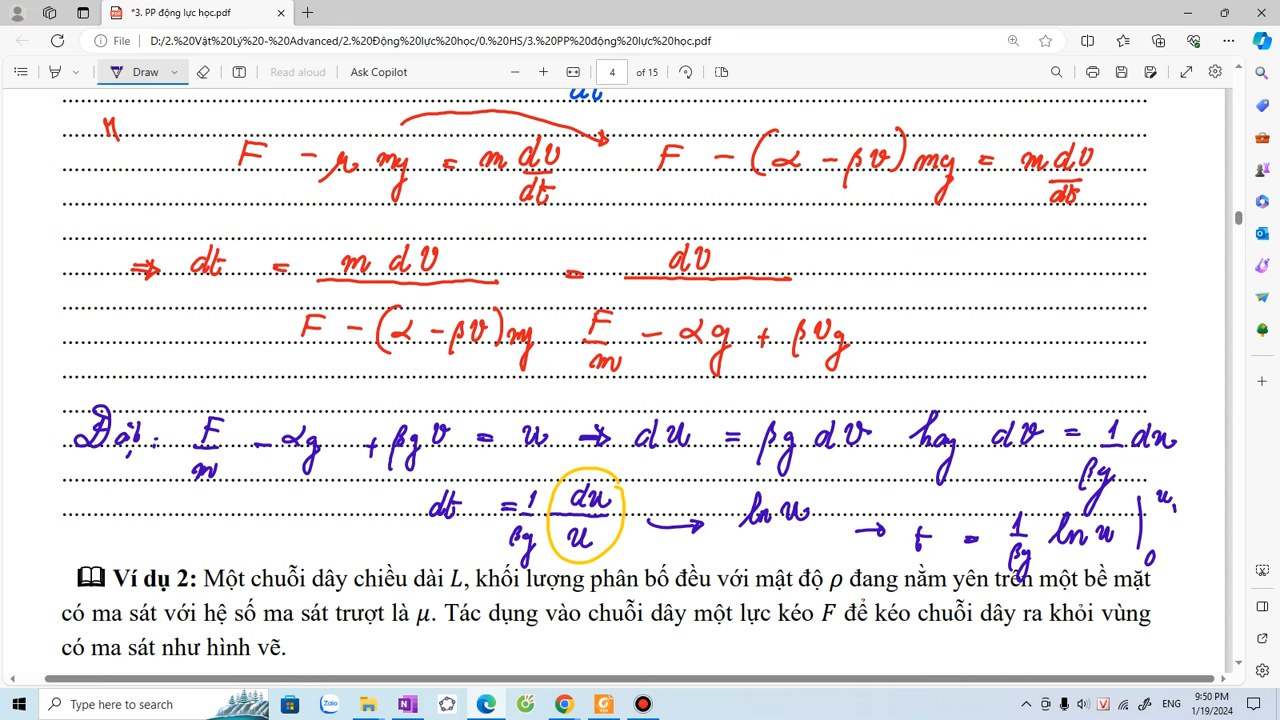 *3. PP động lực học.pdf
File D:/2.%20Vật%20Lý%20-%20Advanced/2.%20Động%20lực%20học/0.%20HS/3.%20PP%20động%20lực%20học.pdf
Draw Read aloud Ask Copilot 4 of 15
dt
F - μ mg = m dv/dt F - (α - βv)mg = m dv/dt
⇒ dt = m dv / F - (α - βv)mg = dv / F/m - αg + βvg
Đặt: F/m - αg + βg v = u ⇒ du = βg dv hay dv = 1/βg du
dt = 1/βg du/u → ln u → t = 1/βg ln u |₀ᵘ¹
Ví dụ 2: Một chuỗi dây chiều dài L, khối lượng phân bố đều với mật độ ρ đang nằm yên trên một bề mặt
có ma sát với hệ số ma sát trượt là μ. Tác dụng vào chuỗi dây một lực kéo F để kéo chuỗi dây ra khỏi vùng
có ma sát như hình vẽ.
Type here to search Zalo N V ENG 9:50 PM
1/19/2024